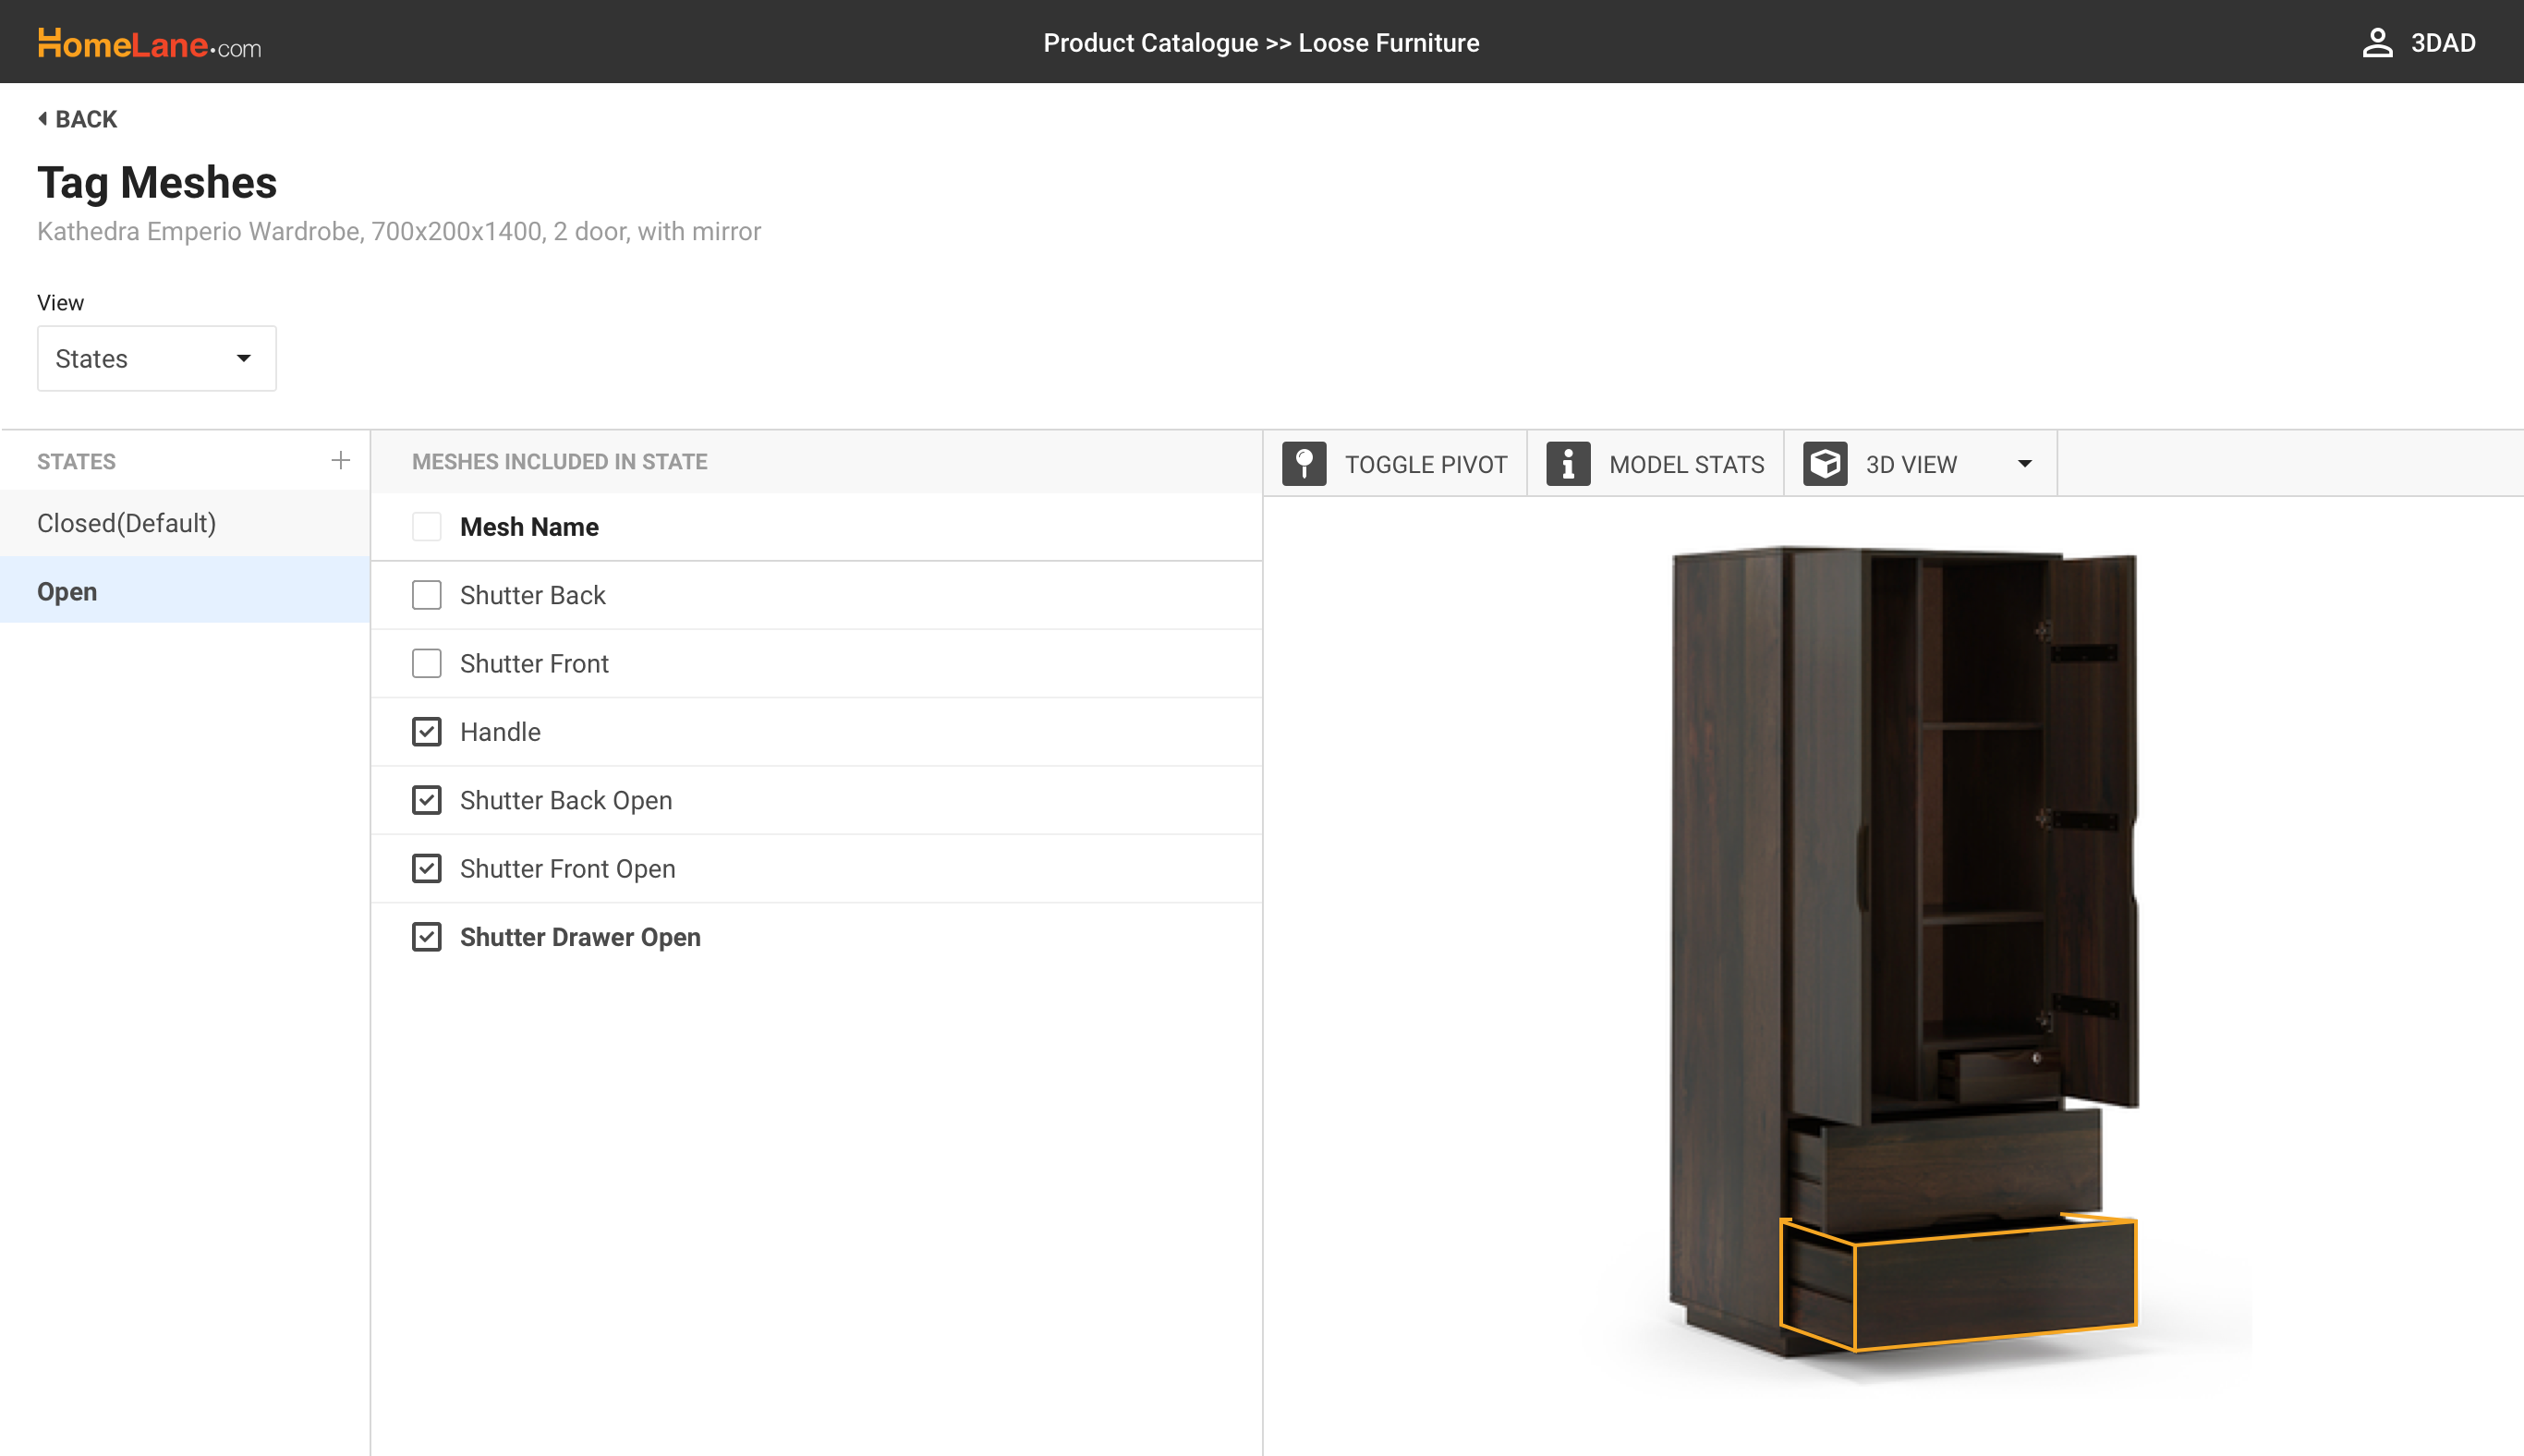 HomeLane.com
Product Catalogue >> Loose Furniture
3DAD
BACK
Tag Meshes
Kathedra Emperio Wardrobe, 700x200x1400, 2 door, with mirror
View
States
STATES
MESHES INCLUDED IN STATE
TOGGLE PIVOT
MODEL STATS
3D VIEW
Closed(Default)
Open
Mesh Name
Shutter Back
Shutter Front
Handle
Shutter Back Open
Shutter Front Open
Shutter Drawer Open